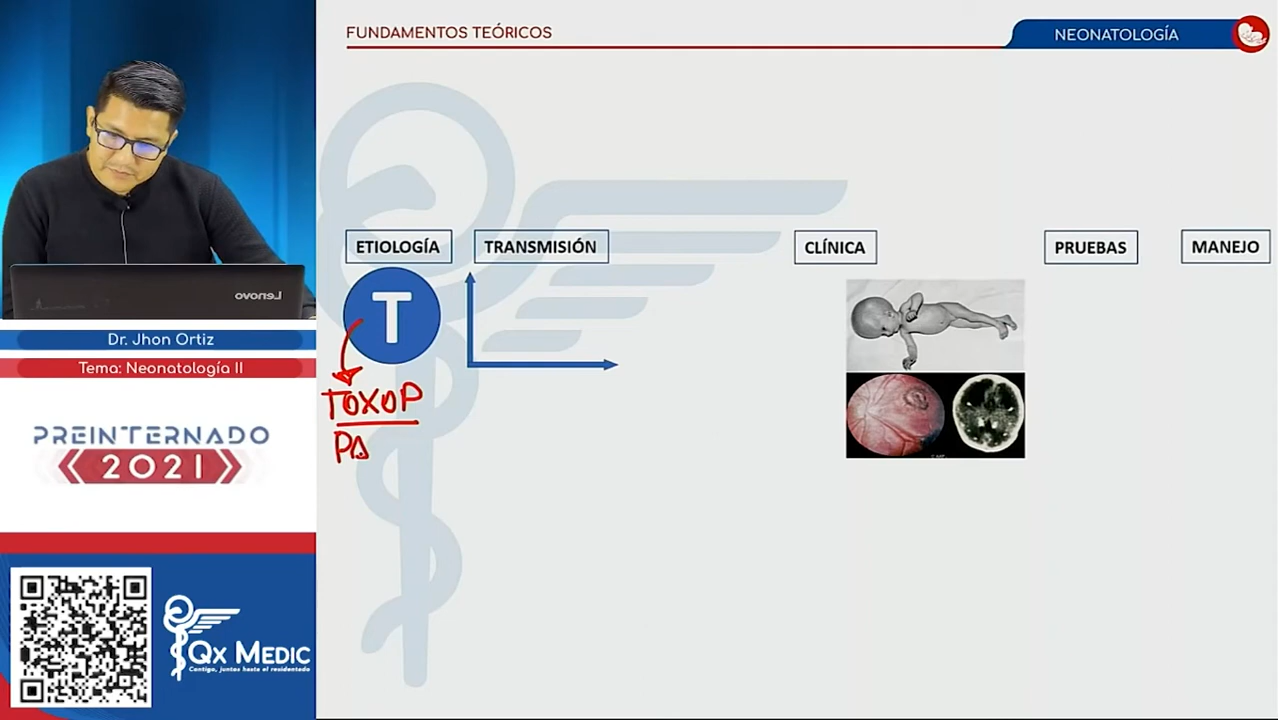 FUNDAMENTOS TEÓRICOS
NEONATOLOGÍA
ETIOLOGÍA
TRANSMISIÓN
CLÍNICA
PRUEBAS
MANEJO
T
TOXOP
PA
Lenovo
Dr. Jhon Ortiz
Tema: Neonatología II
PREINTERNADO
2021
QX MEDIC
Contigo, juntos hasta el residentado